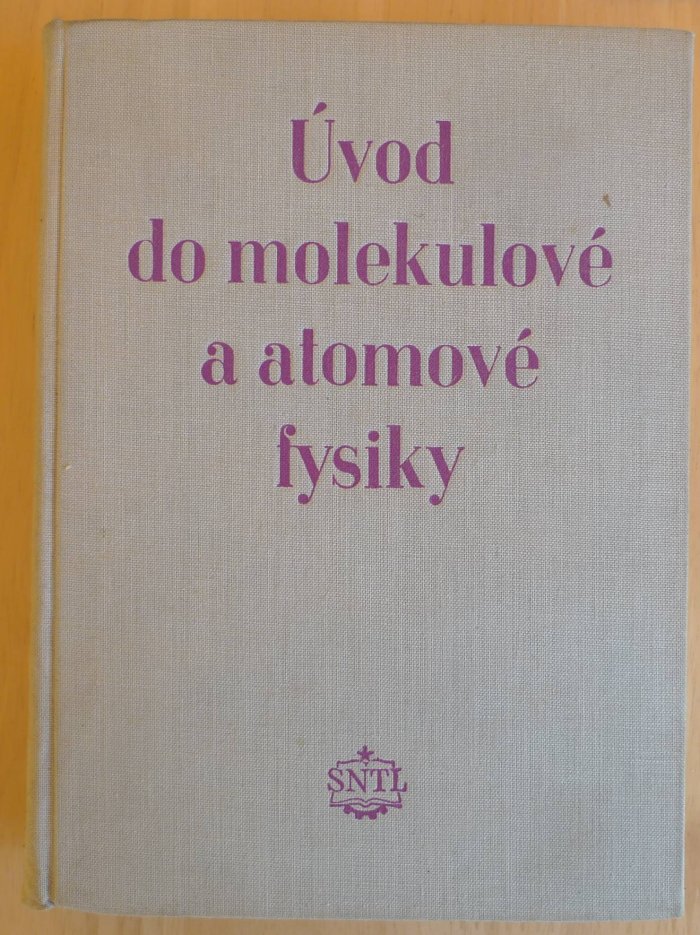 Úvod
do molekulové
a atomové
fysiky
SNTL